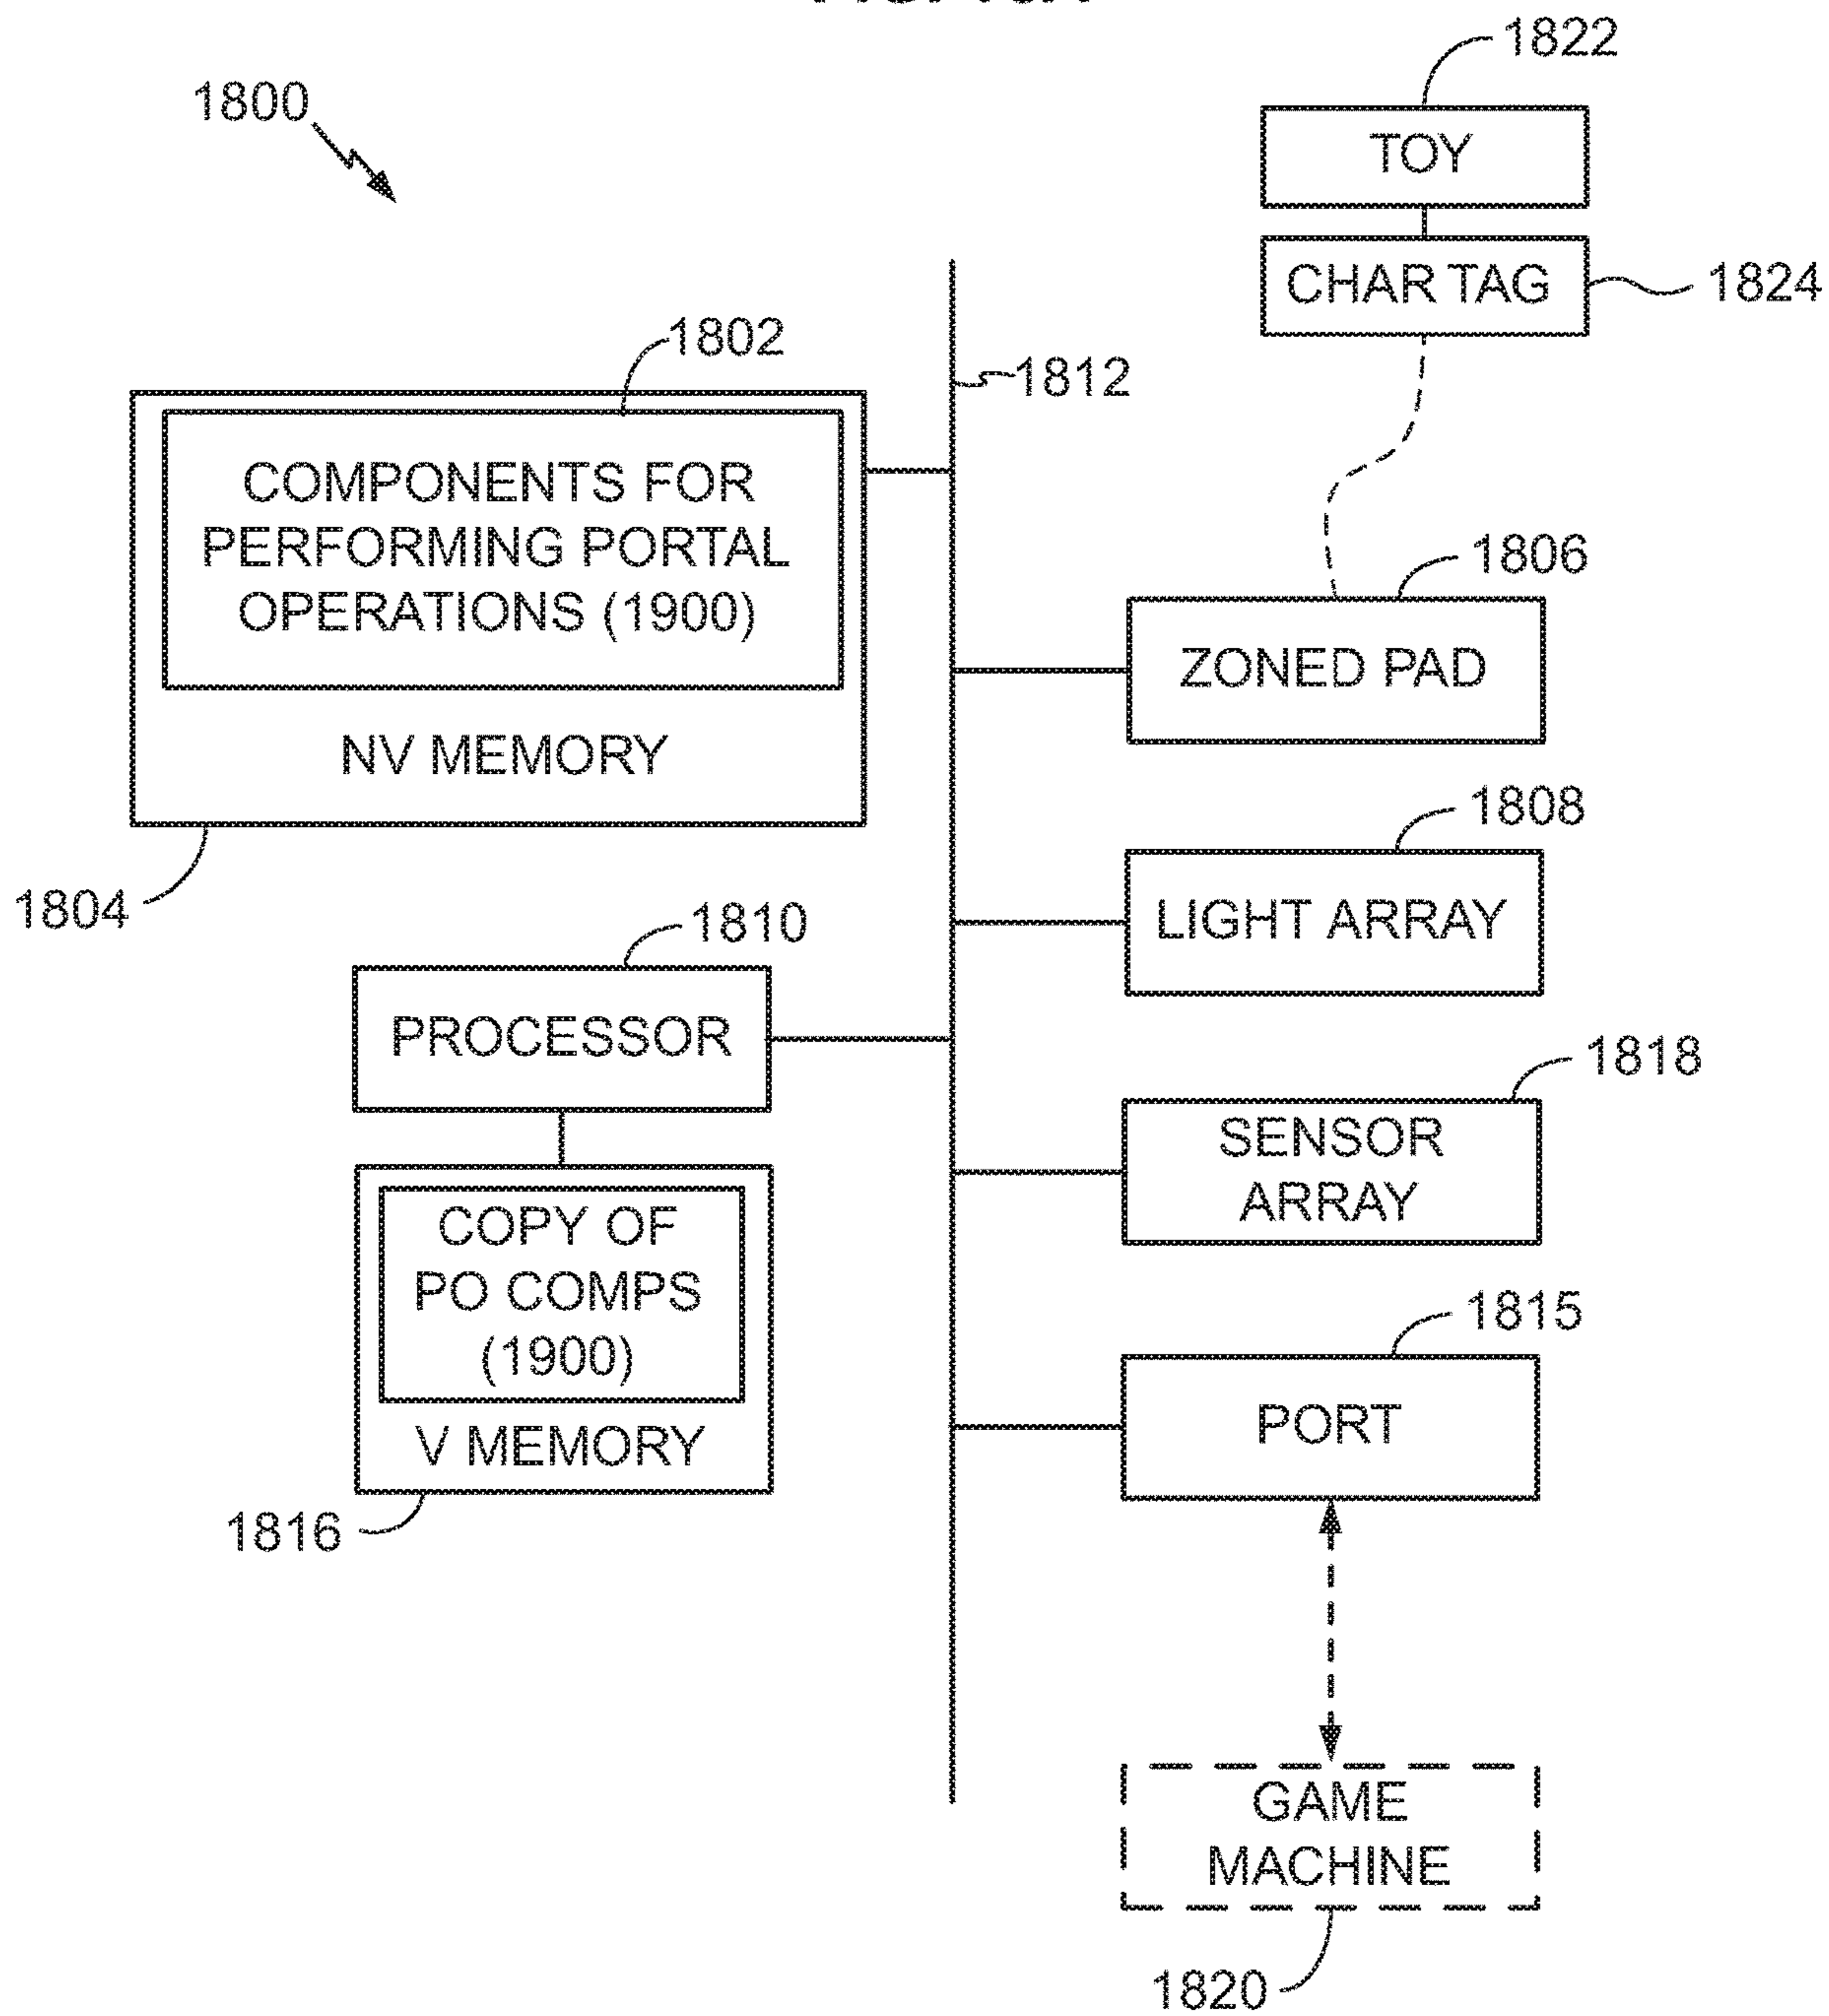 1822
1800
TOY
CHAR TAG
1824
1802
1812
COMPONENTS FOR
PERFORMING PORTAL
OPERATIONS (1900)
NV MEMORY
1804
1806
ZONED PAD
1808
LIGHT ARRAY
1810
PROCESSOR
1818
SENSOR
ARRAY
COPY OF
PO COMPS
(1900)
V MEMORY
1816
1815
PORT
GAME
MACHINE
1820